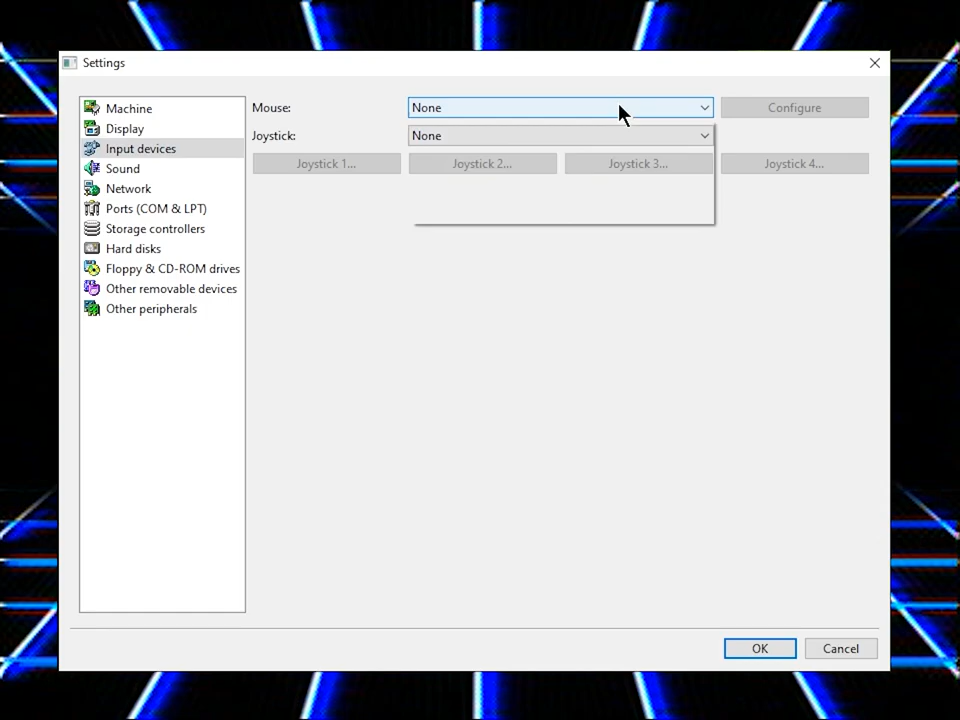 Settings
Machine
Display
Input devices
Sound
Network
Ports (COM & LPT)
Storage controllers
Hard disks
Floppy & CD-ROM drives
Other removable devices
Other peripherals
Mouse: None Configure
Joystick: None
Joystick 1... Joystick 2... Joystick 3... Joystick 4...
OK Cancel